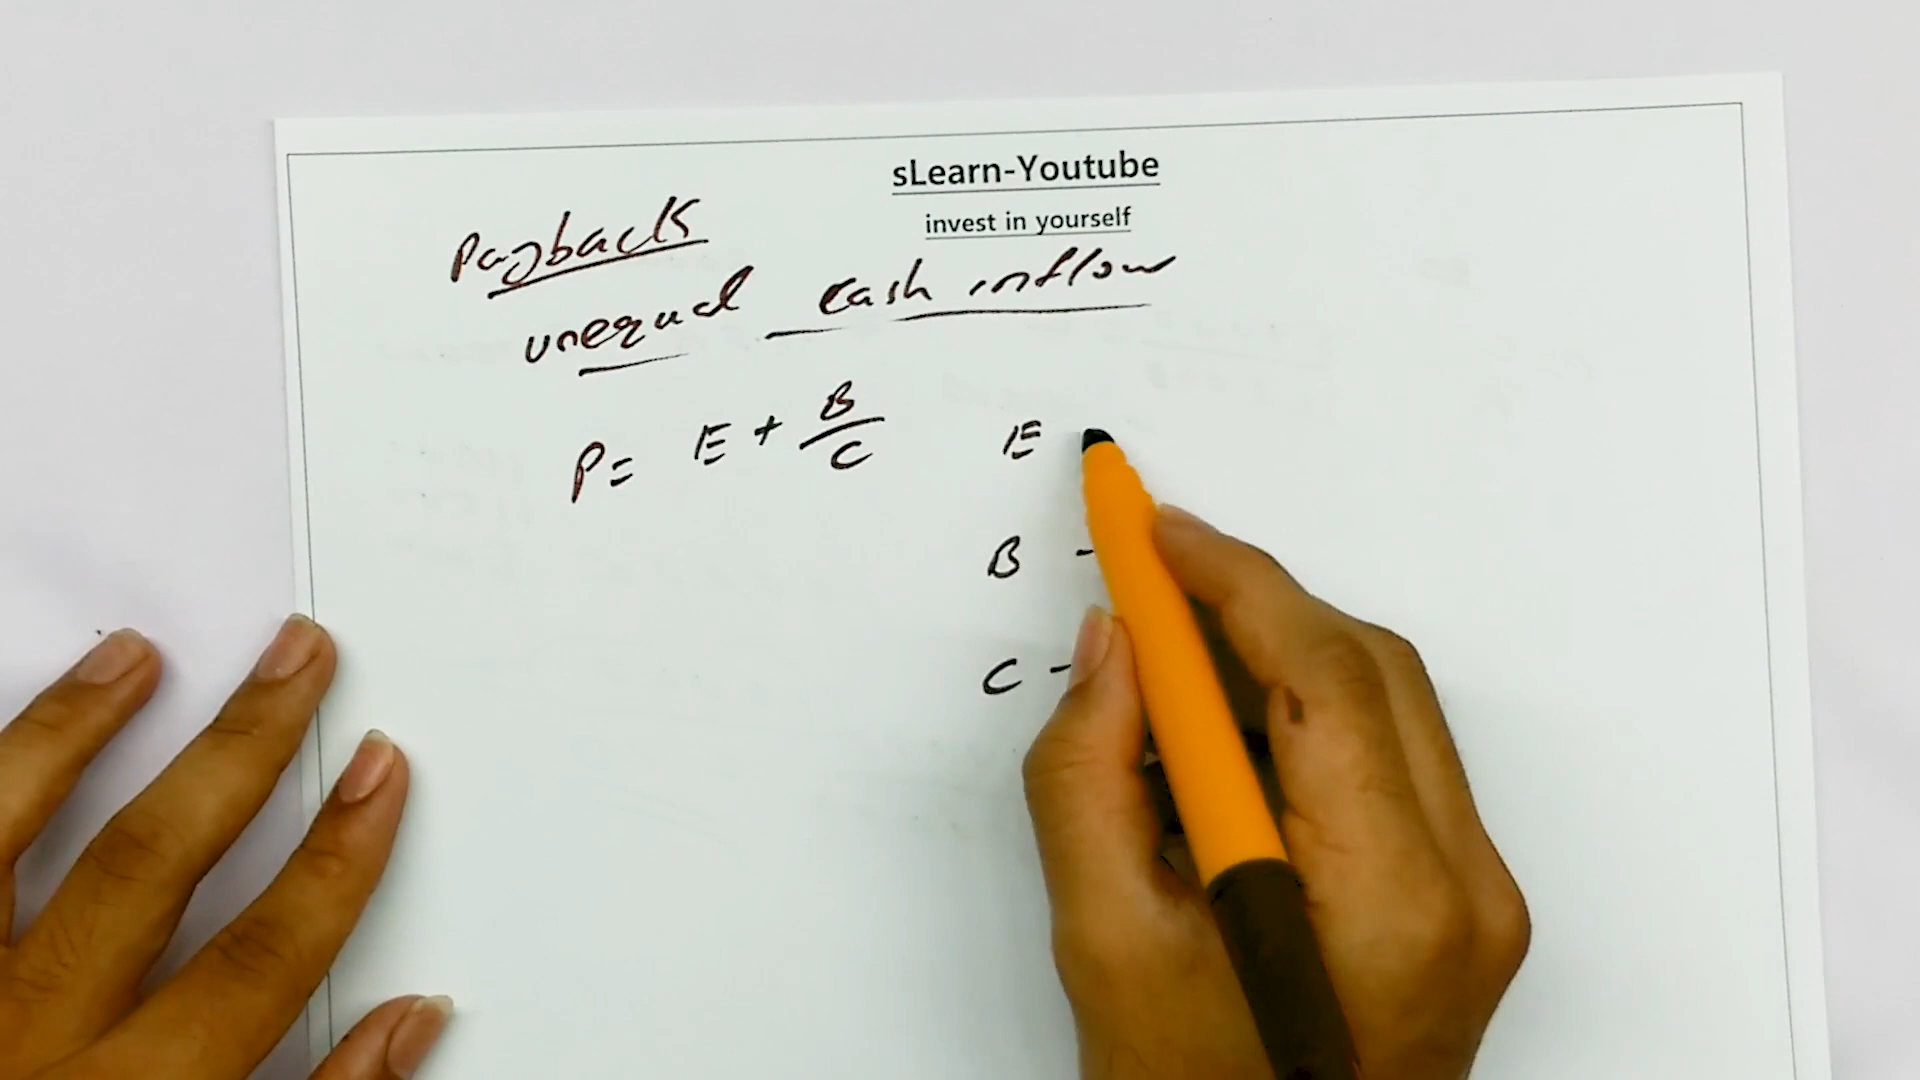 sLearn-Youtube
invest in yourself
Payback
unequal cash inflow
P= E + B/C
E -
B -
C -